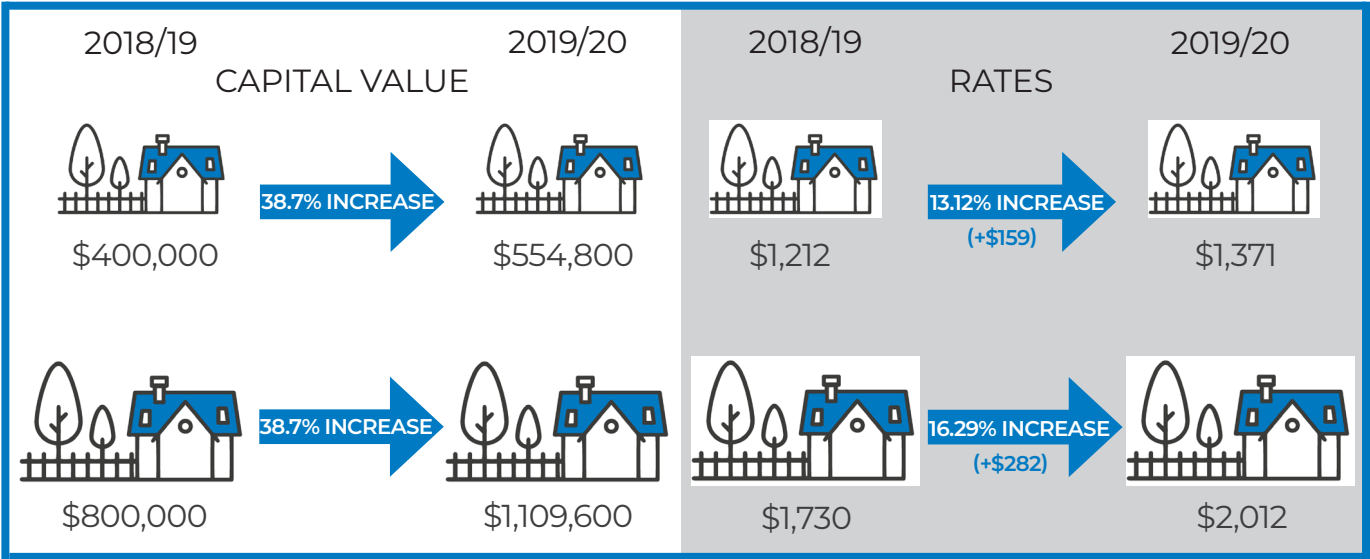 2018/19
2019/20
CAPITAL VALUE
38.7% INCREASE
$400,000
$554,800
38.7% INCREASE
$800,000
$1,109,600
2018/19
2019/20
RATES
13.12% INCREASE
(+$159)
$1,212
$1,371
16.29% INCREASE
(+$282)
$1,730
$2,012